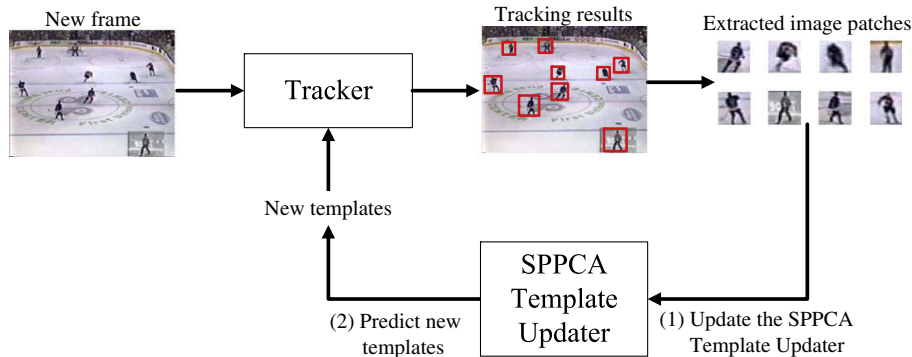 New frame
Tracking results
Extracted image patches
Tracker
New templates
SPPCA
Template
Updater
(2) Predict new
templates
(1) Update the SPPCA
Template Updater